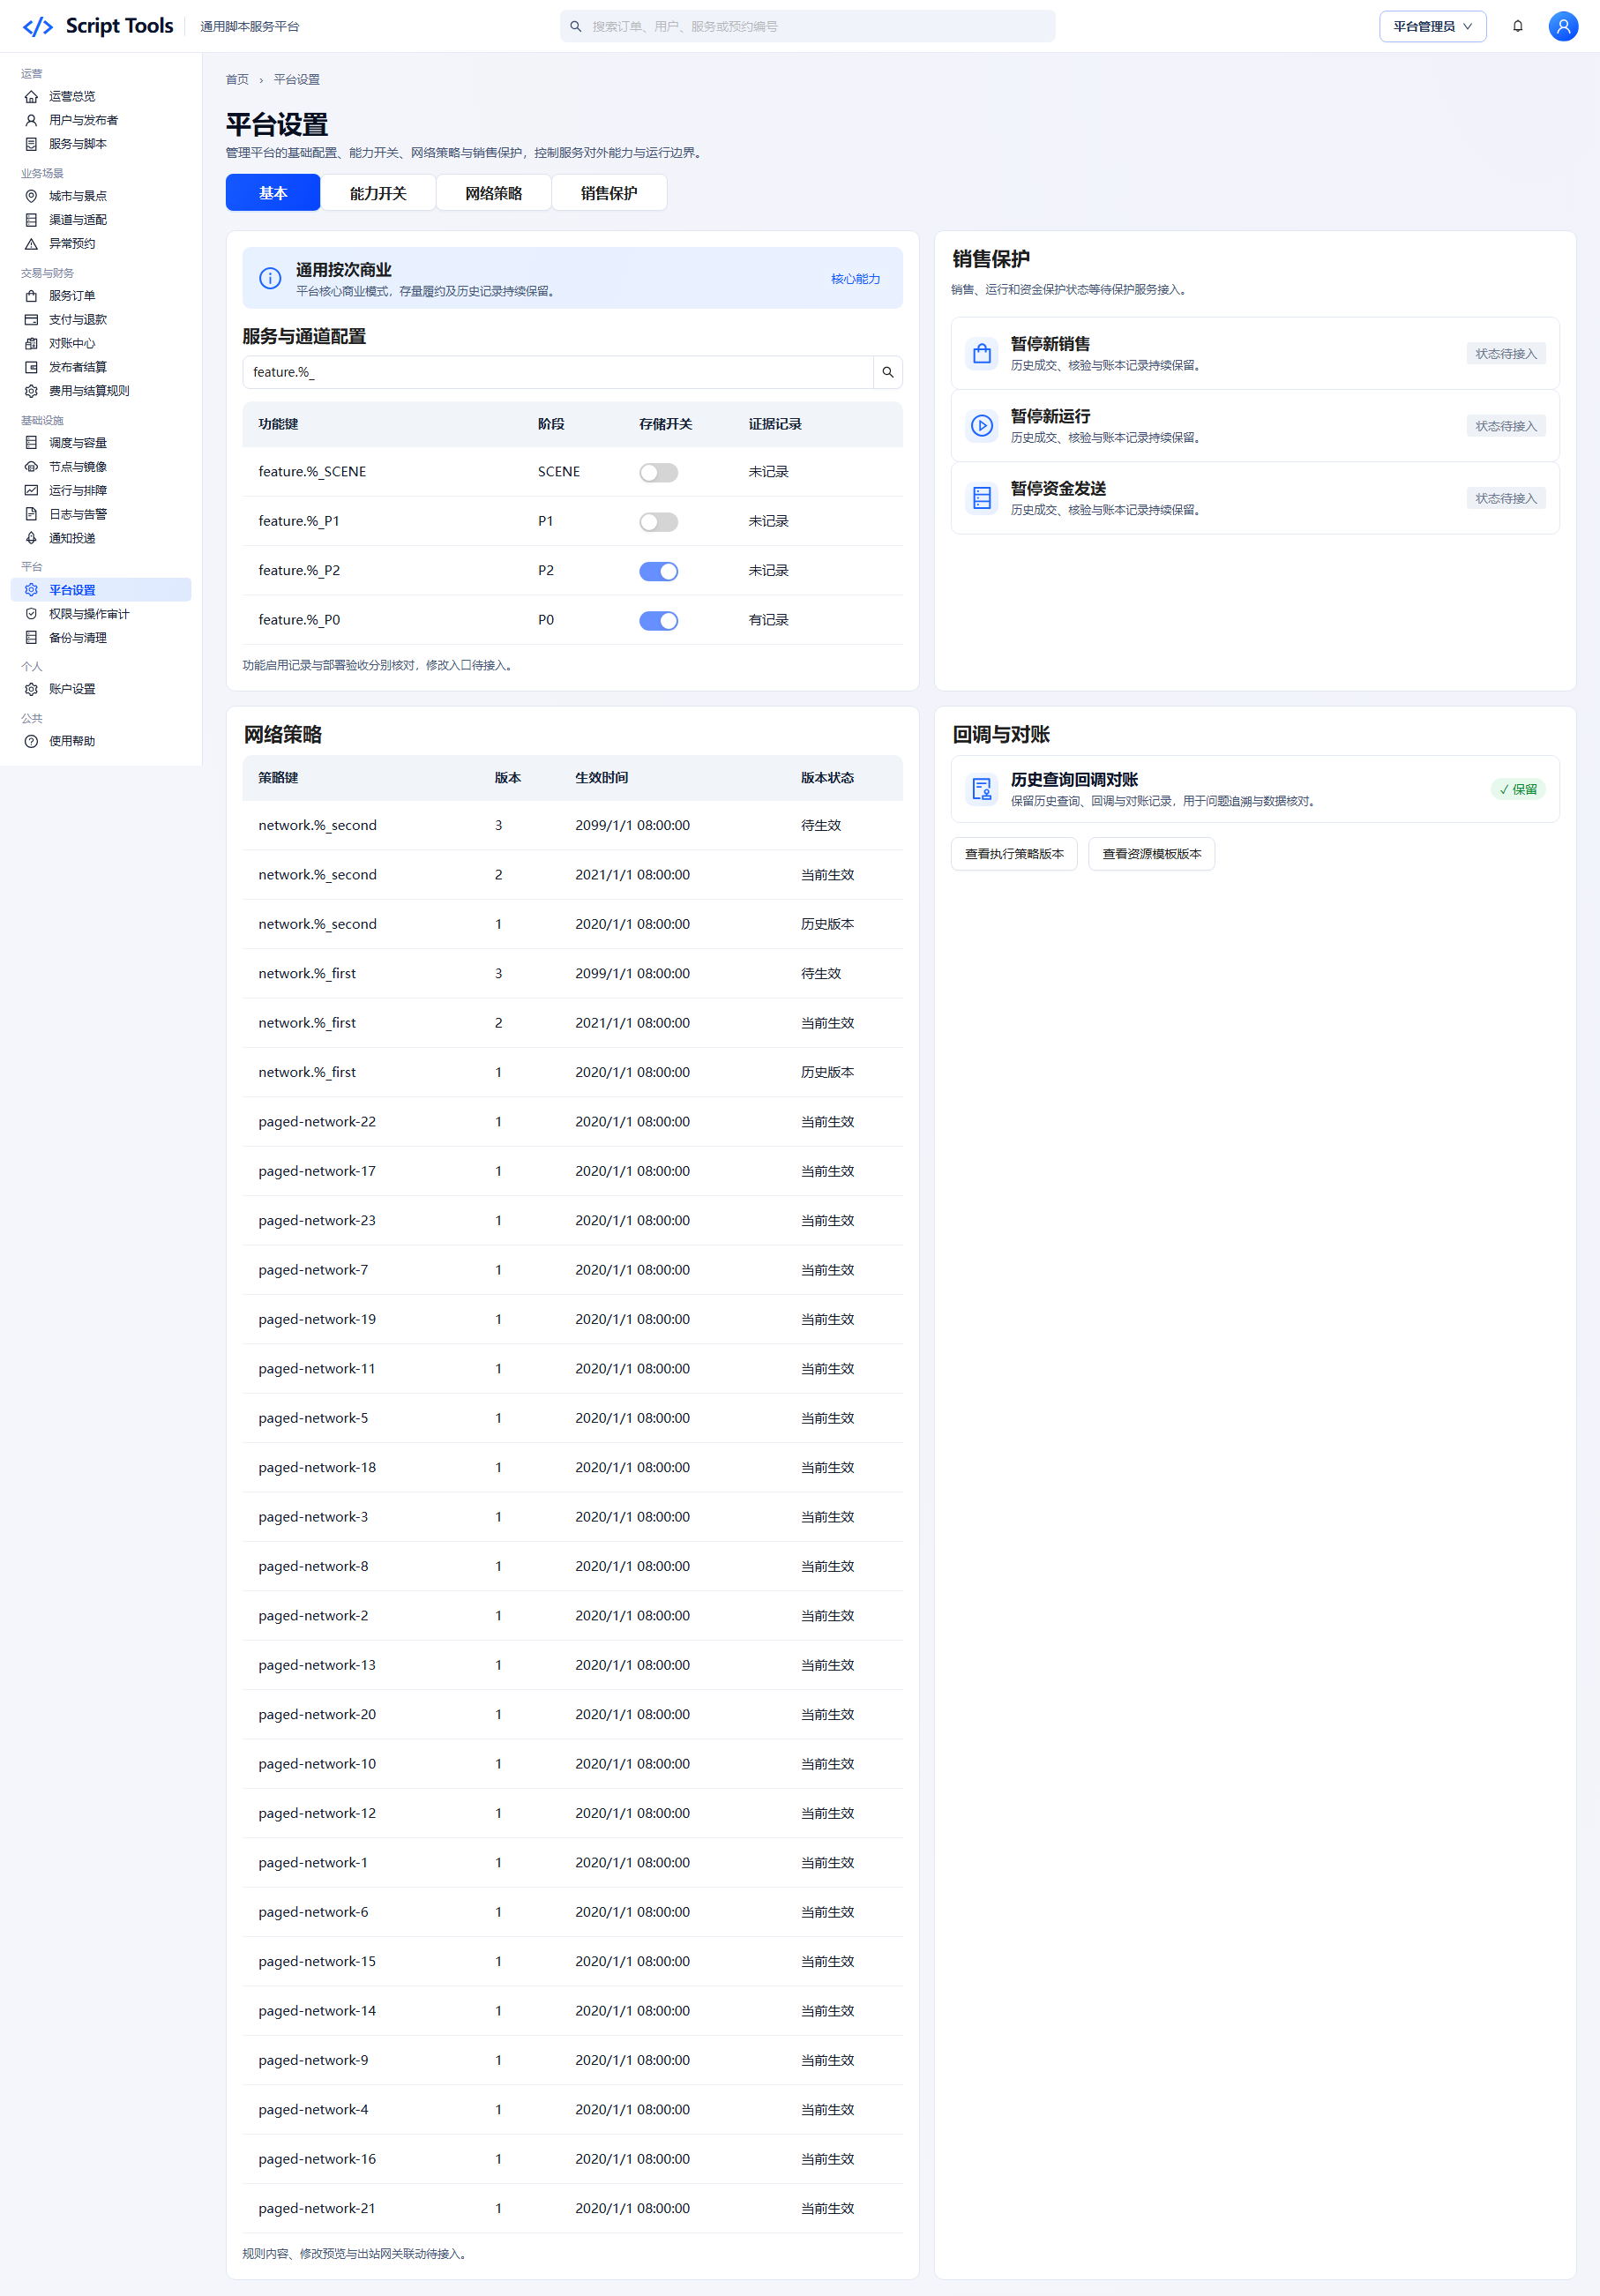 Script Tools
通用脚本服务平台
搜索订单、用户、服务或预约编号
平台管理员
运营
运营总览
用户与发布者
服务与脚本
业务场景
城市与景点
渠道与适配
异常预约
交易与财务
服务订单
支付与退款
对账中心
发布者结算
费用与结算规则
基础设施
调度与容量
节点与镜像
运行与排障
日志与告警
通知投递
平台
平台设置
权限与操作审计
备份与清理
个人
账户设置
公共
使用帮助
首页 › 平台设置
平台设置
管理平台的基础配置、能力开关、网络策略与销售保护，控制服务对外能力与运行边界。
基本 能力开关 网络策略 销售保护
通用按次商业
平台核心商业模式，存量履约及历史记录持续保留。
核心能力
服务与通道配置
feature.%_
功能键 阶段 存储开关 证据记录
feature.%_SCENE SCENE 未记录
feature.%_P1 P1 未记录
feature.%_P2 P2 未记录
feature.%_P0 P0 有记录
功能启用记录与部署验收分别核对，修改入口待接入。
销售保护
销售、运行和资金保护状态等待保护服务接入。
暂停新销售
历史成交、核验与账本记录持续保留。
状态待接入
暂停新运行
历史成交、核验与账本记录持续保留。
状态待接入
暂停资金发送
历史成交、核验与账本记录持续保留。
状态待接入
网络策略
策略键 版本 生效时间 版本状态
network.%_second 3 2099/1/1 08:00:00 待生效
network.%_second 2 2021/1/1 08:00:00 当前生效
network.%_second 1 2020/1/1 08:00:00 历史版本
network.%_first 3 2099/1/1 08:00:00 待生效
network.%_first 2 2021/1/1 08:00:00 当前生效
network.%_first 1 2020/1/1 08:00:00 历史版本
paged-network-22 1 2020/1/1 08:00:00 当前生效
paged-network-17 1 2020/1/1 08:00:00 当前生效
paged-network-23 1 2020/1/1 08:00:00 当前生效
paged-network-7 1 2020/1/1 08:00:00 当前生效
paged-network-19 1 2020/1/1 08:00:00 当前生效
paged-network-11 1 2020/1/1 08:00:00 当前生效
paged-network-5 1 2020/1/1 08:00:00 当前生效
paged-network-18 1 2020/1/1 08:00:00 当前生效
paged-network-3 1 2020/1/1 08:00:00 当前生效
paged-network-8 1 2020/1/1 08:00:00 当前生效
paged-network-2 1 2020/1/1 08:00:00 当前生效
paged-network-13 1 2020/1/1 08:00:00 当前生效
paged-network-20 1 2020/1/1 08:00:00 当前生效
paged-network-10 1 2020/1/1 08:00:00 当前生效
paged-network-12 1 2020/1/1 08:00:00 当前生效
paged-network-1 1 2020/1/1 08:00:00 当前生效
paged-network-6 1 2020/1/1 08:00:00 当前生效
paged-network-15 1 2020/1/1 08:00:00 当前生效
paged-network-14 1 2020/1/1 08:00:00 当前生效
paged-network-9 1 2020/1/1 08:00:00 当前生效
paged-network-4 1 2020/1/1 08:00:00 当前生效
paged-network-16 1 2020/1/1 08:00:00 当前生效
paged-network-21 1 2020/1/1 08:00:00 当前生效
规则内容、修改预览与出站网关联动待接入。
回调与对账
历史查询回调对账
保留历史查询、回调与对账记录，用于问题追溯与数据核对。
✓ 保留
查看执行策略版本 查看资源模板版本